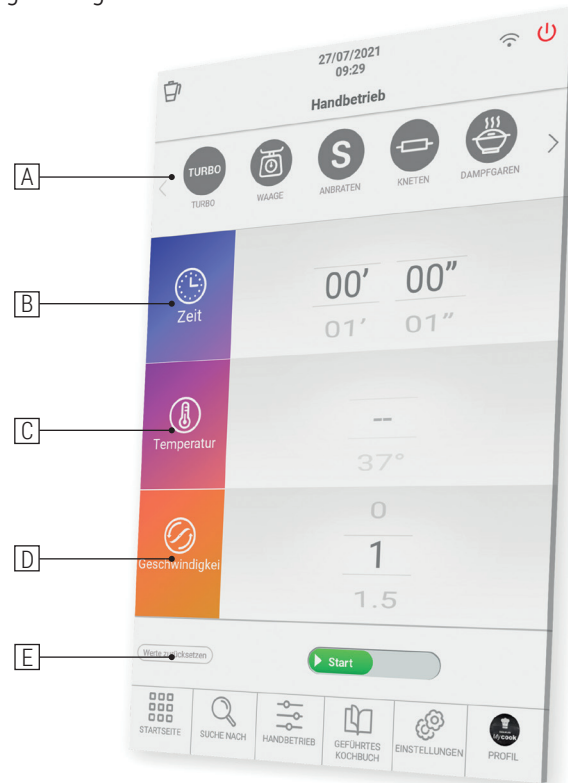 27/07/2021
09:29
Handbetrieb
A
TURBO
TURBO
WAAGE
S
ANBRATEN
KNETEN
DAMPFGAREN
B
Zeit
00' 00"
01' 01"
C
Temperatur
--
37°
D
Geschwindigkei
0
1
1.5
E
Werte zurücksetzen
Start
STARTSEITE
SUCHE NACH
HANDBETRIEB
GEFÜHRTES
KOCHBUCH
EINSTELLUNGEN
Mycook
PROFIL